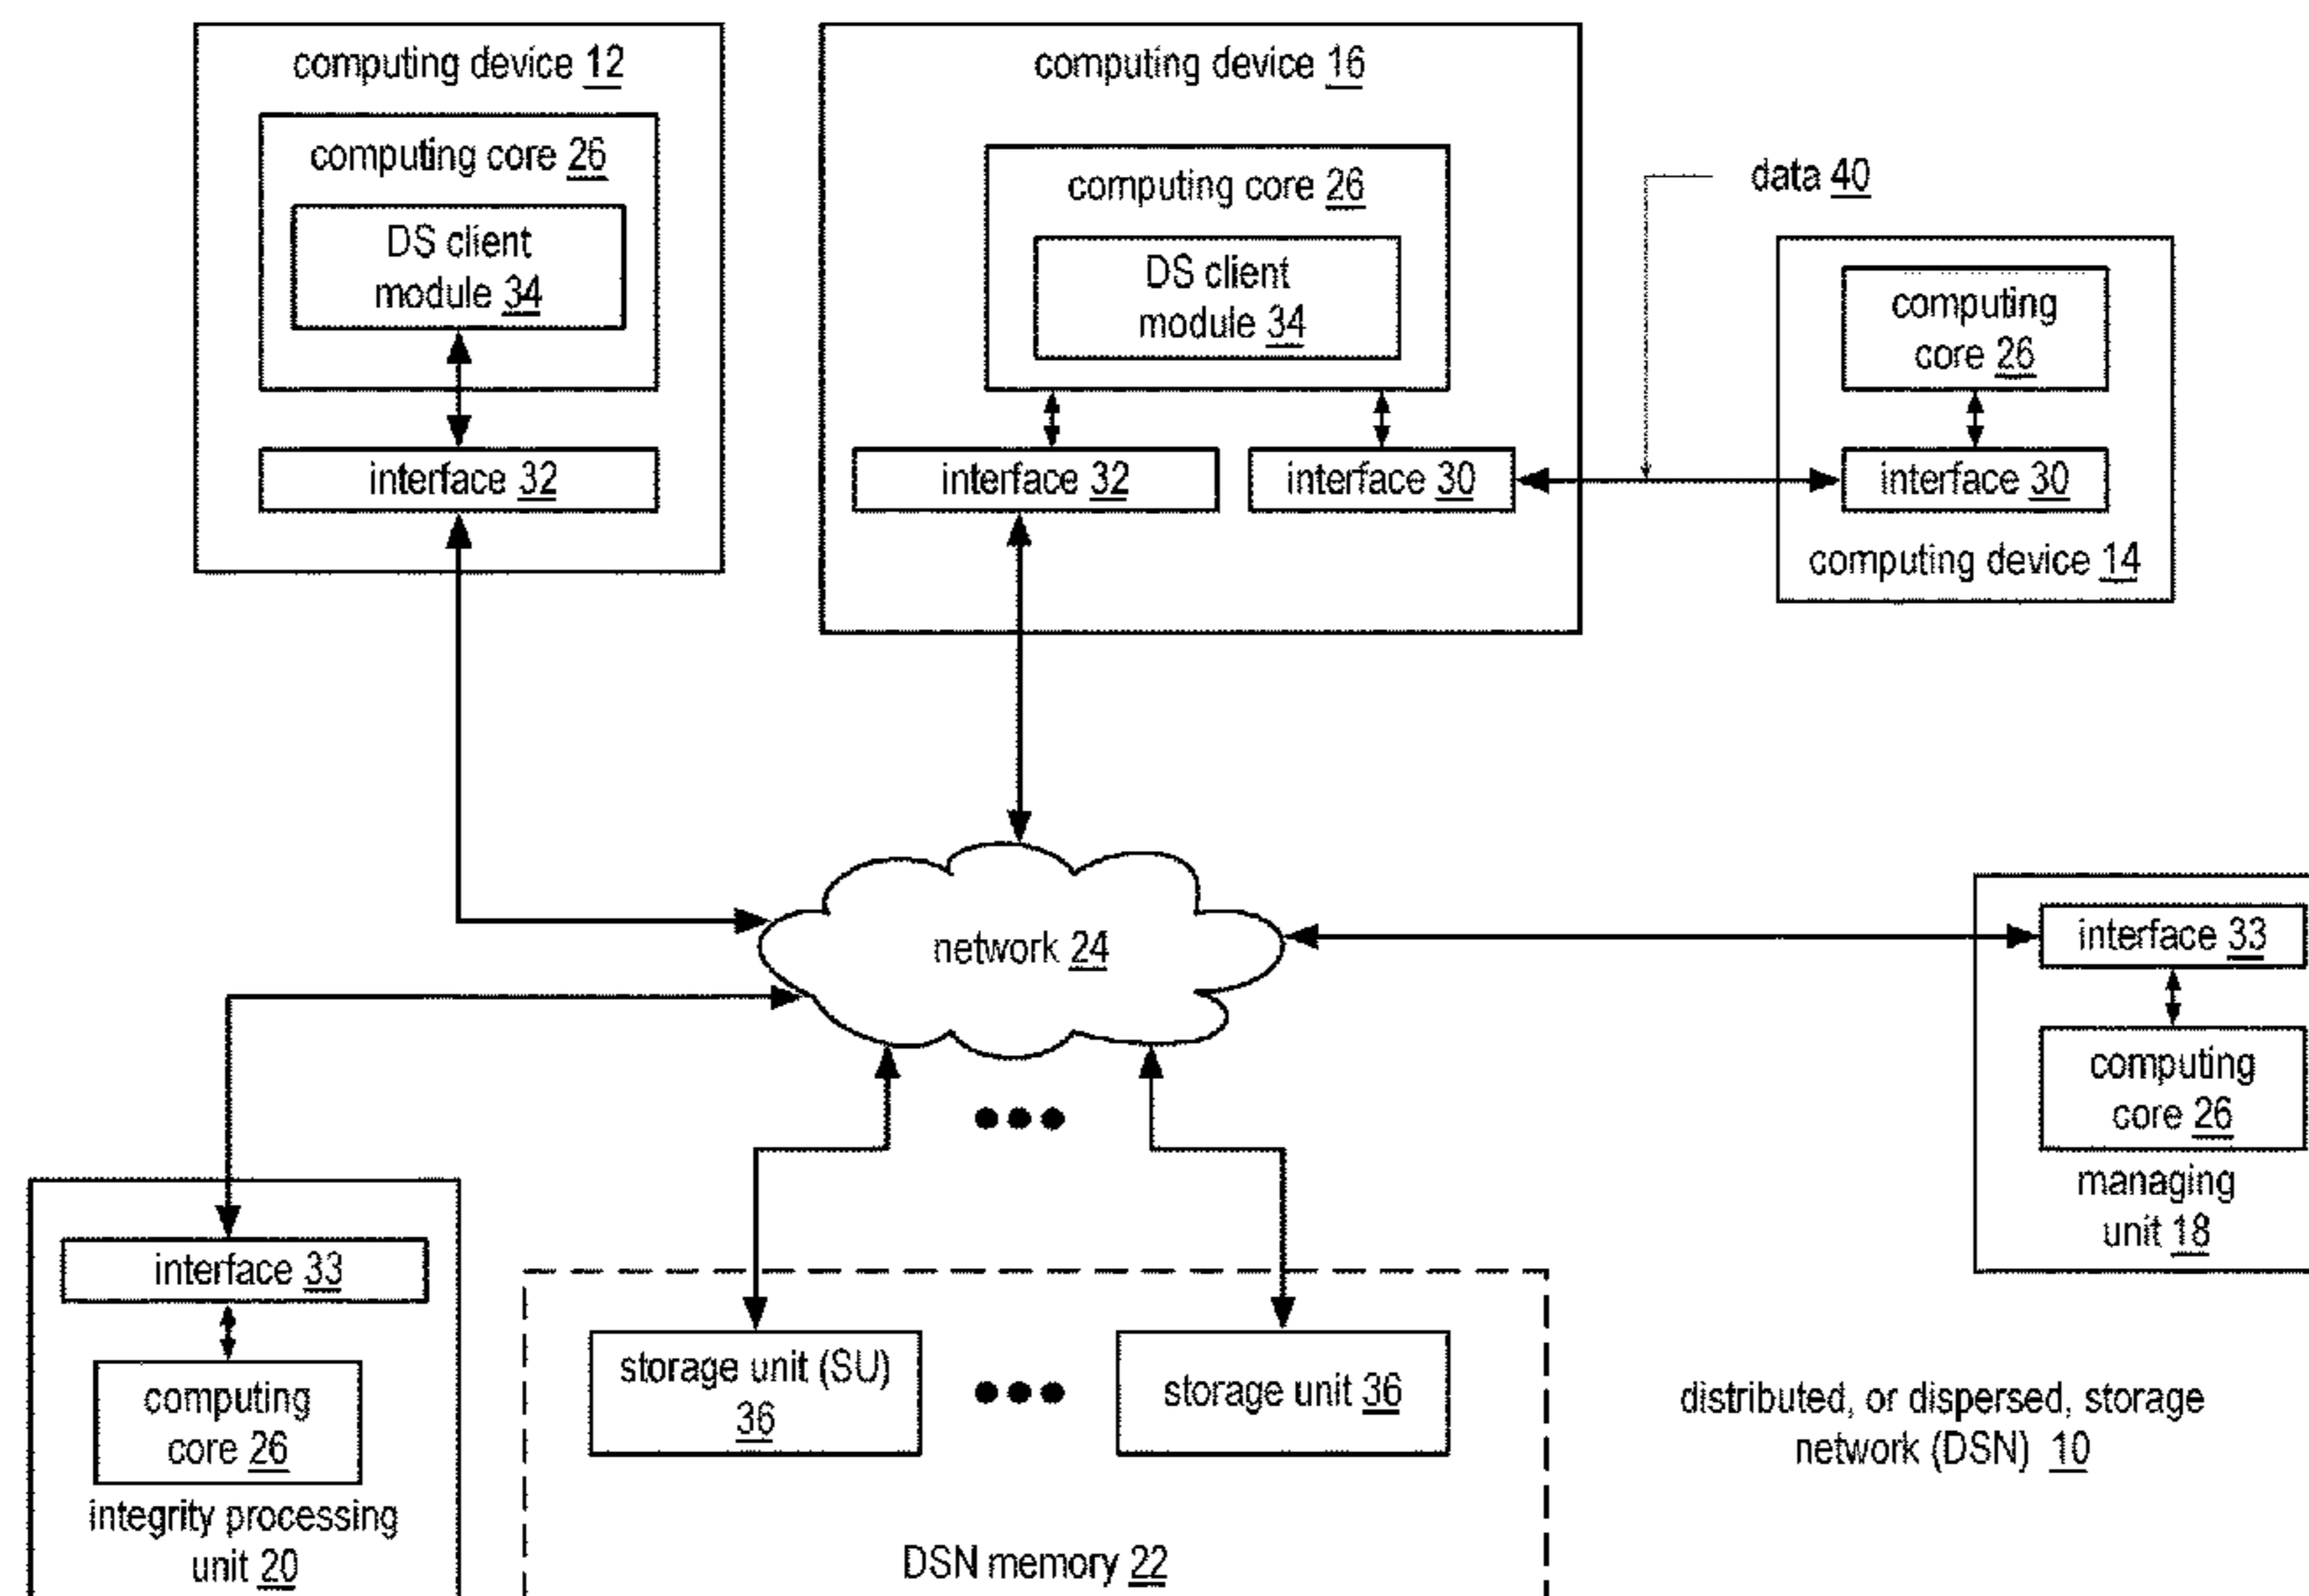 computing device 12
computing core 26
DS client
module 34
interface 32
computing device 16
computing core 26
DS client
module 34
interface 32
interface 30
data 40
computing
core 26
interface 30
computing device 14
network 24
interface 33
computing
core 26
managing
unit 18
interface 33
computing
core 26
integrity processing
unit 20
storage unit (SU)
36
storage unit 36
DSN memory 22
distributed, or dispersed, storage
network (DSN) 10